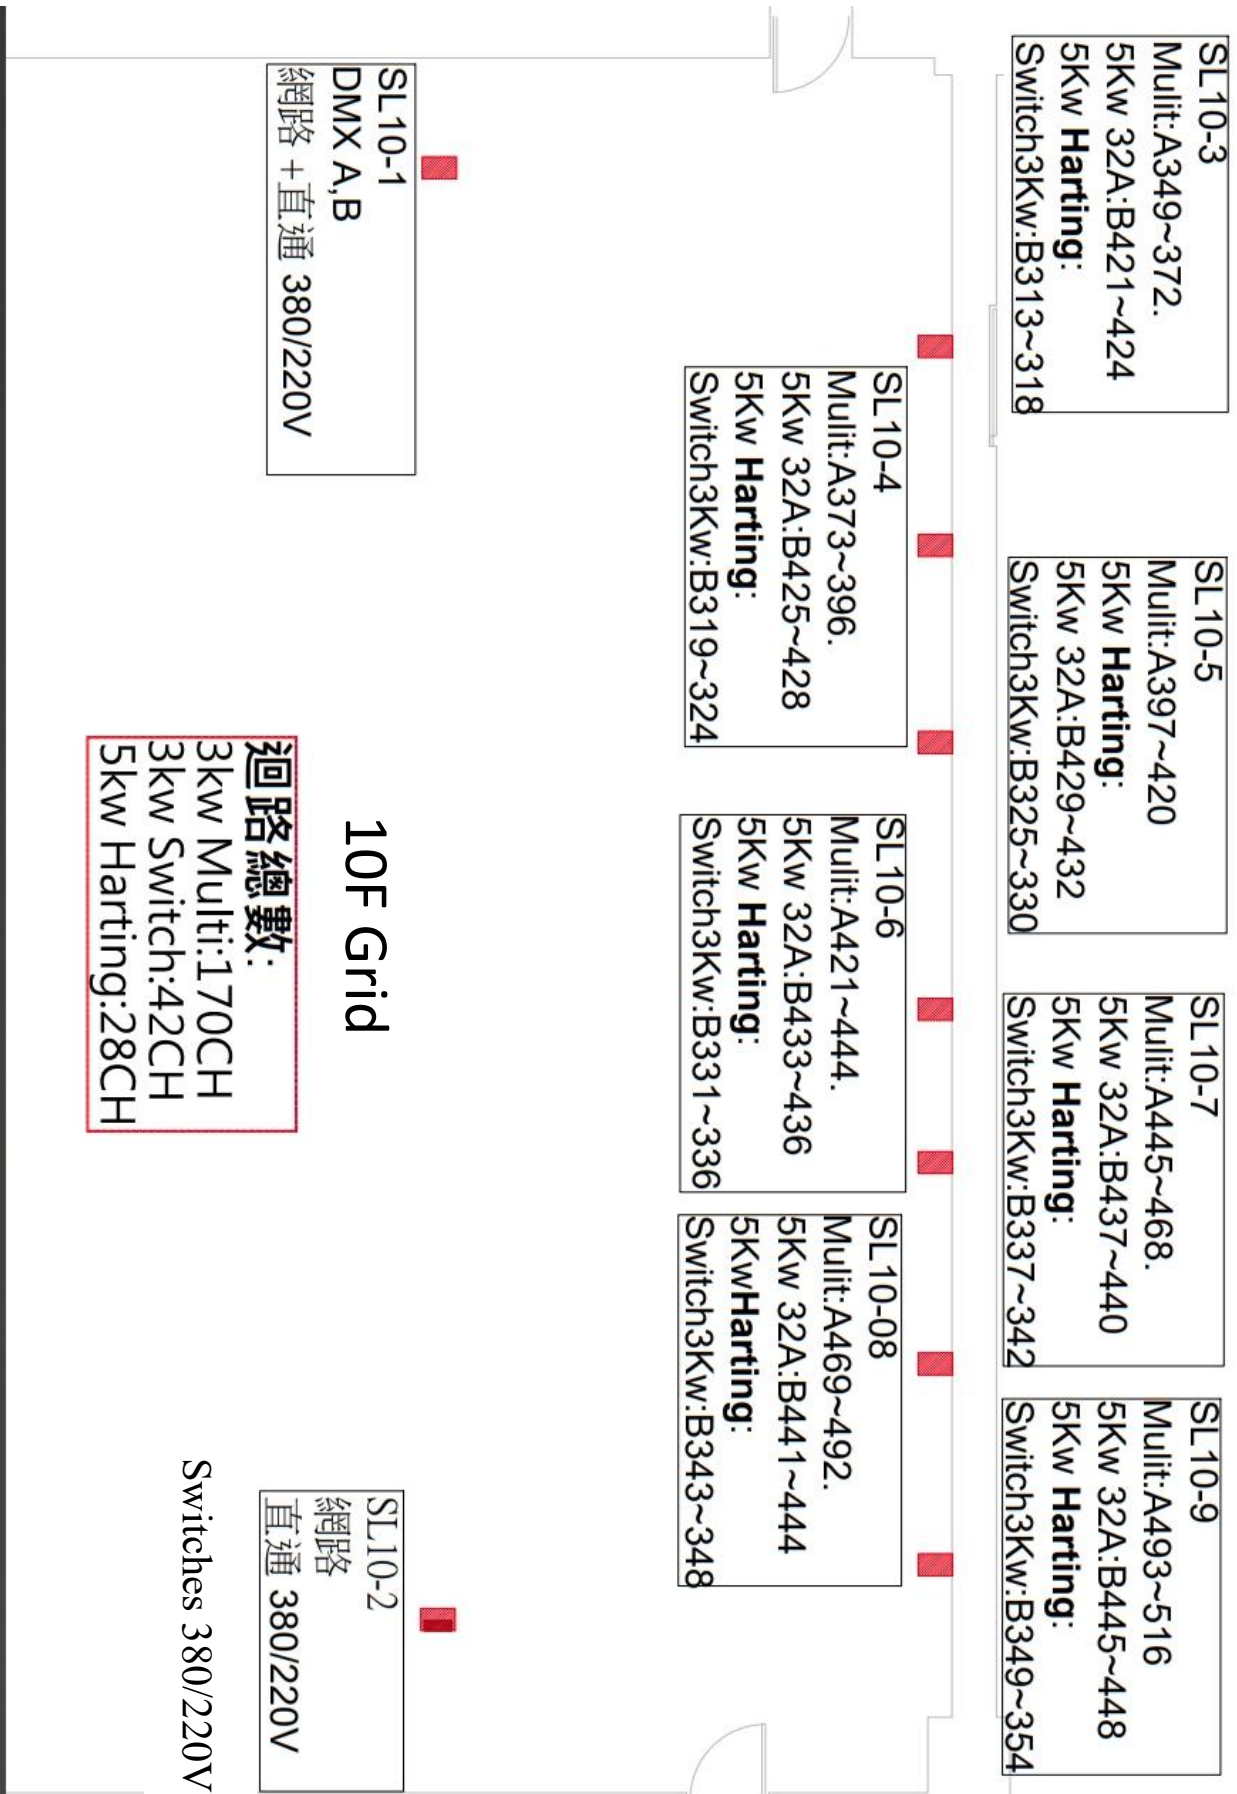 SL10-3
Mulit:A349~372.
5Kw 32A:B421~424
5Kw Harting:
Switch3Kw:B313~318
SL10-5
Mulit:A397~420
5Kw Harting:
5Kw 32A:B429~432
Switch3Kw:B325~330
SL10-7
Mulit:A445~468.
5Kw 32A:B437~440
5Kw Harting:
Switch3Kw:B337~342
SL10-9
Mulit:A493~516
5Kw 32A:B445~448
5Kw Harting:
Switch3Kw:B349~354
SL10-4
Mulit:A373~396.
5Kw 32A:B425~428
5Kw Harting:
Switch3Kw:B319~324
SL10-6
Mulit:A421~444.
5Kw 32A:B433~436
5Kw Harting:
Switch3Kw:B331~336
SL10-08
Mulit:A469~492.
5Kw 32A:B441~444
5KwHarting:
Switch3Kw:B343~348
SL10-1
DMX A,B
網路 +直通 380/220V
10F Grid
迴路總數:
3kw Multi:170CH
3kw Switch:42CH
5kw Harting:28CH
SL10-2
網路
直通 380/220V
Switches 380/220V